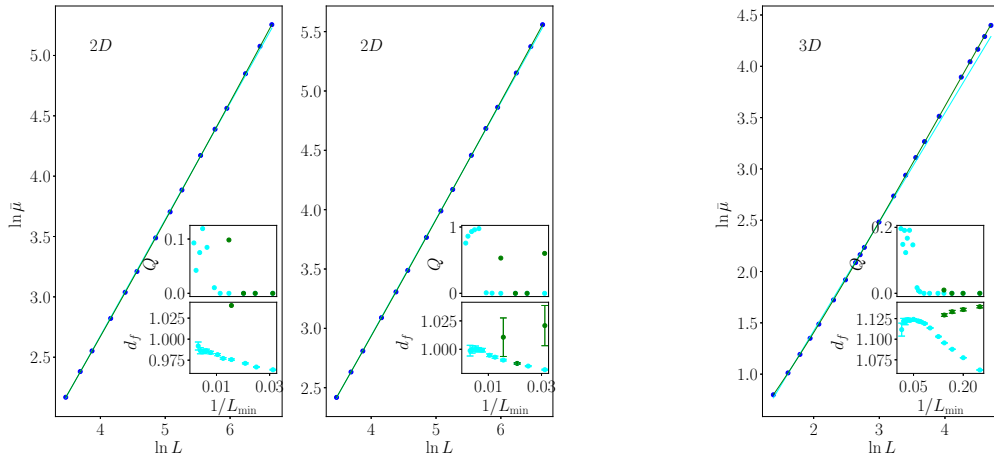 2D
ln μ̄
5.0
4.5
4.0
3.5
3.0
2.5
4
5
6
ln L
Q
0.1
0.0
d_f
1.025
1.000
0.975
0.01
0.03
1/L_min
2D
5.5
5.0
4.5
4.0
3.5
3.0
2.5
4
5
6
ln L
Q
1
0
d_f
1.025
1.000
0.01
0.03
1/L_min
3D
ln μ̄
4.5
4.0
3.5
3.0
2.5
2.0
1.5
1.0
2
3
4
ln L
Q
0.2
0.0
d_f
1.125
1.100
1.075
0.05
0.20
1/L_min